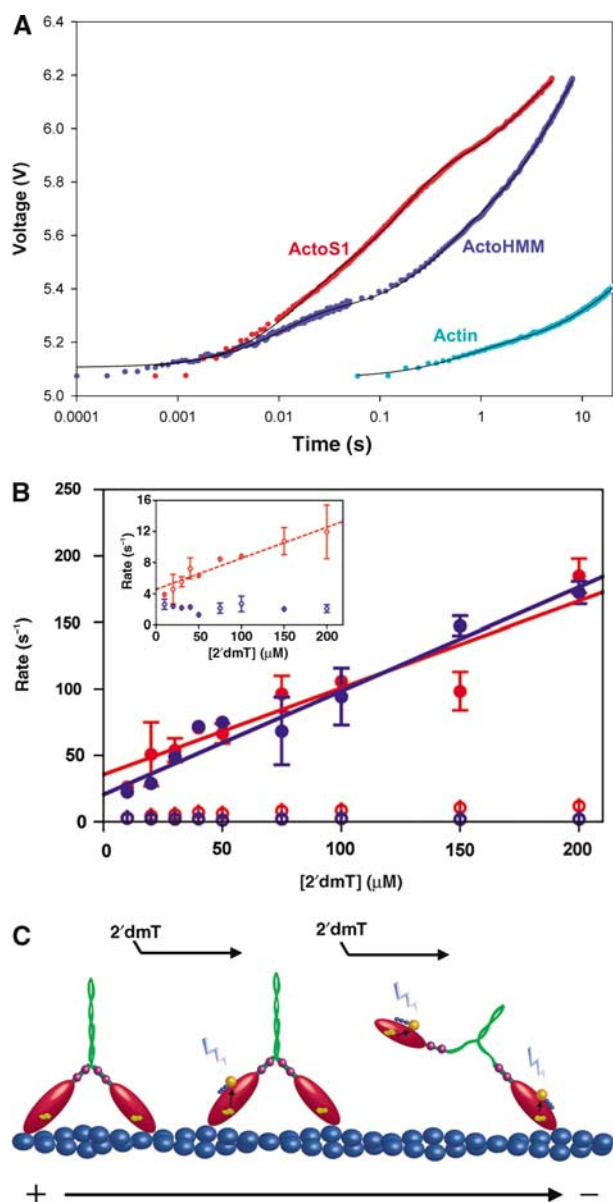 A
6.4
6.2
6.0
5.8
5.6
5.4
5.2
5.0
Voltage (V)
ActoS1
ActoHMM
Actin
0.0001
0.001
0.01
0.1
1
10
Time (s)
B
250
200
150
100
50
0
Rate (s⁻¹)
16
12
8
4
0
Rate (s⁻¹)
0
50
100
150
200
[2'dmT] (μM)
0
50
100
150
200
[2'dmT] (μM)
C
2'dmT
2'dmT
+
−